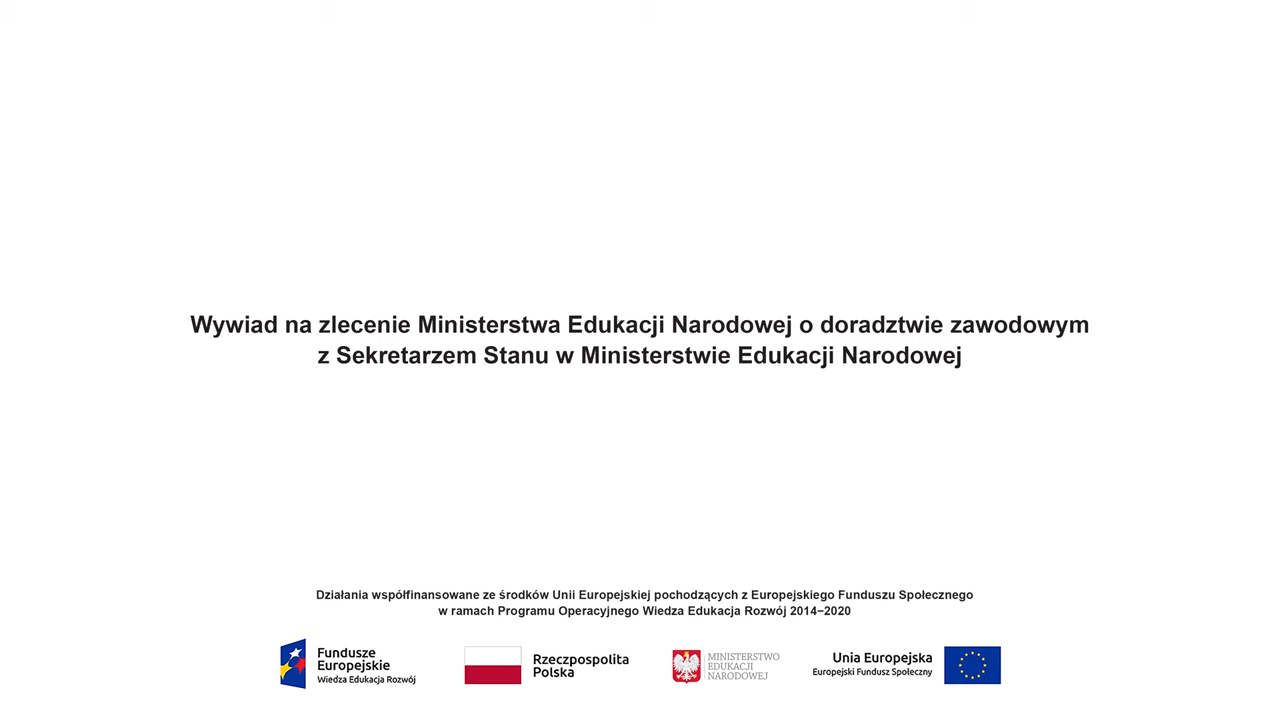 Wywiad na zlecenie Ministerstwa Edukacji Narodowej o doradztwie zawodowym
z Sekretarzem Stanu w Ministerstwie Edukacji Narodowej
Działania współfinansowane ze środków Unii Europejskiej pochodzących z Europejskiego Funduszu Społecznego
w ramach Programu Operacyjnego Wiedza Edukacja Rozwój 2014–2020
Fundusze
Europejskie
Wiedza Edukacja Rozwój
Rzeczpospolita
Polska
MINISTERSTWO
EDUKACJI
NARODOWEJ
Unia Europejska
Europejski Fundusz Społeczny